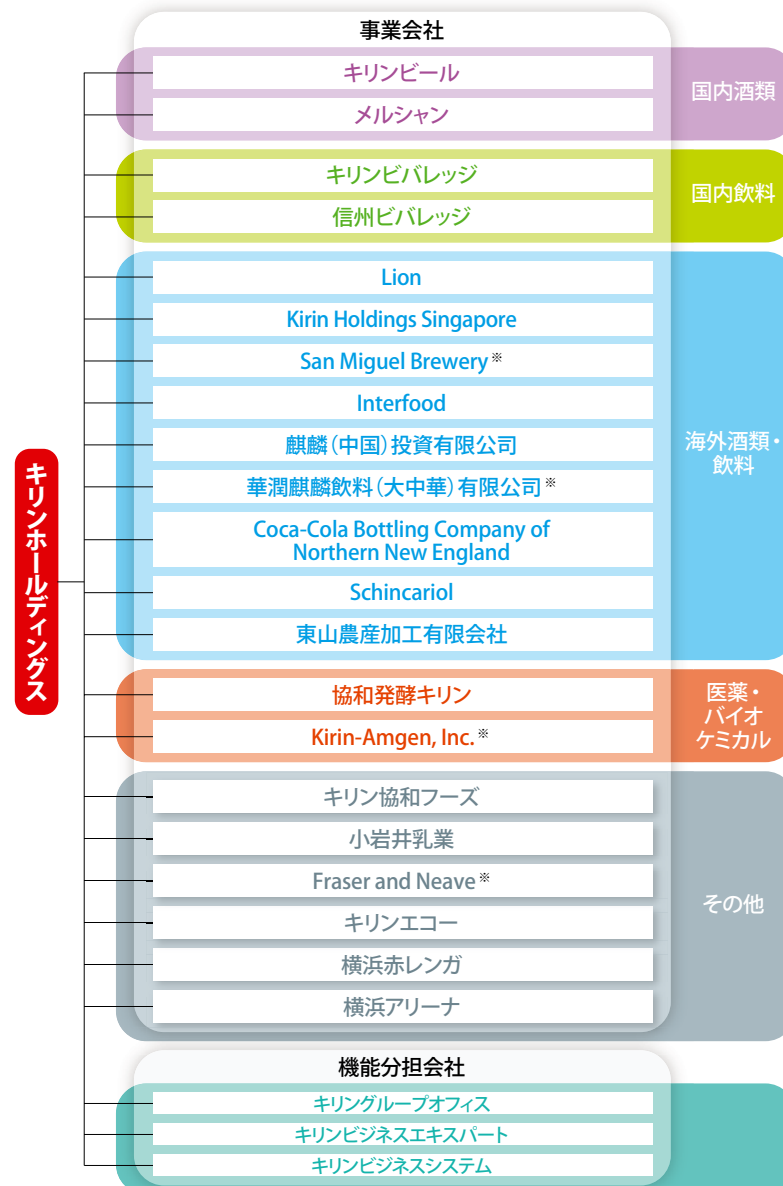 事業会社
キリンビール
メルシャン
国内酒類
キリンビバレッジ
信州ビバレッジ
国内飲料
Lion
Kirin Holdings Singapore
San Miguel Brewery※
Interfood
麒麟(中国)投資有限公司
華潤麒麟飲料(大中華)有限公司※
Coca-Cola Bottling Company of
Northern New England
Schincariol
東山農産加工有限会社
海外酒類・
飲料
キリンホールディングス
協和発酵キリン
Kirin-Amgen, Inc.※
医薬・
バイオ
ケミカル
キリン協和フーズ
小岩井乳業
Fraser and Neave※
キリンエコー
横浜赤レンガ
横浜アリーナ
その他
機能分担会社
キリングループオフィス
キリンビジネスエキスパート
キリンビジネスシステム